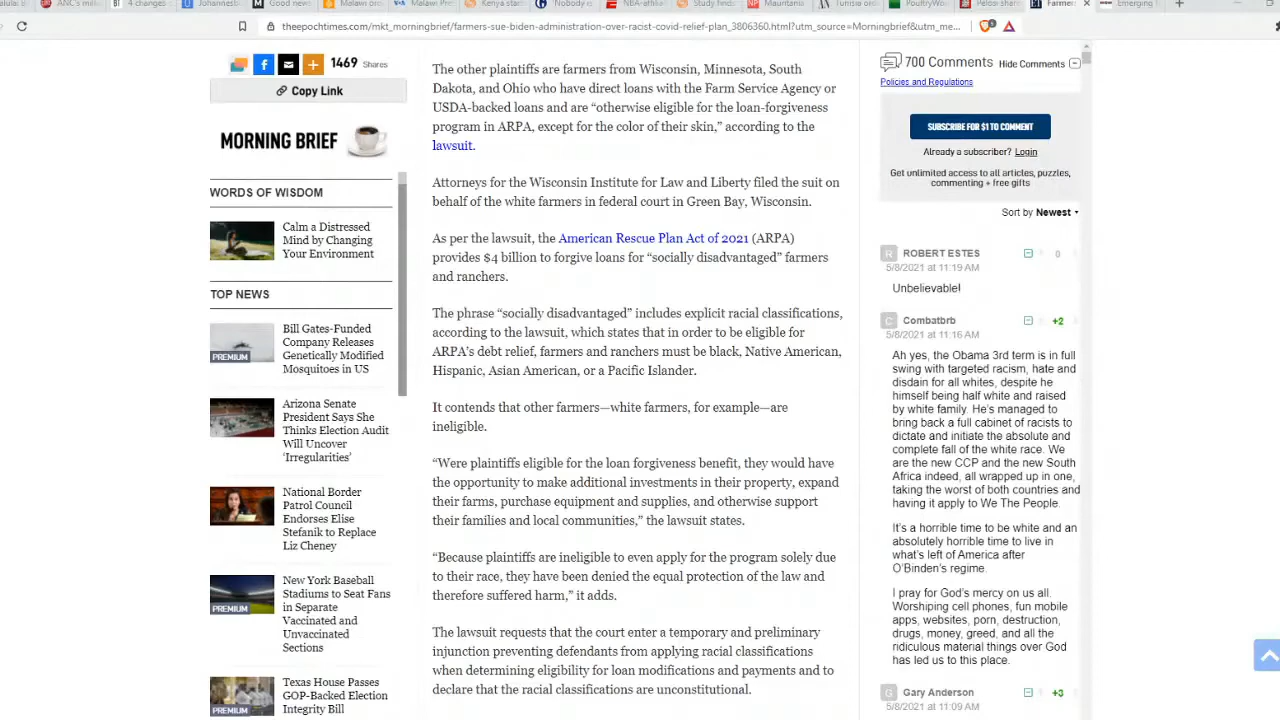 ANC's mill
4 changes
Johannest
Good news
Malawi
Malawi Pre
Kenya
Nobody
NBA-afrika
Study find
Mauritania
Tunisia
PoultryWo
Pelosi
Farmer
Emerging
theepochtimes.com/mkt_morningbrief/farmers-sue-biden-administration-over-racist-covid-relief-plan_3806360.html?utm_source=Morningbrief&utm_me...
1469 Shares
Copy Link
MORNING BRIEF
WORDS OF WISDOM
Calm a Distressed
Mind by Changing
Your Environment
TOP NEWS
PREMIUM
Bill Gates-Funded
Company Releases
Genetically Modified
Mosquitoes in US
Arizona Senate
President Says She
Thinks Election Audit
Will Uncover
‘Irregularities’
National Border
Patrol Council
Endorses Elise
Stefanik to Replace
Liz Cheney
PREMIUM
New York Baseball
Stadiums to Seat Fans
in Separate
Vaccinated and
Unvaccinated
Sections
PREMIUM
Texas House Passes
GOP-Backed Election
Integrity Bill
The other plaintiffs are farmers from Wisconsin, Minnesota, South
Dakota, and Ohio who have direct loans with the Farm Service Agency or
USDA-backed loans and are “otherwise eligible for the loan-forgiveness
program in ARPA, except for the color of their skin,” according to the
lawsuit.
Attorneys for the Wisconsin Institute for Law and Liberty filed the suit on
behalf of the white farmers in federal court in Green Bay, Wisconsin.
As per the lawsuit, the American Rescue Plan Act of 2021 (ARPA)
provides $4 billion to forgive loans for “socially disadvantaged” farmers
and ranchers.
The phrase “socially disadvantaged” includes explicit racial classifications,
according to the lawsuit, which states that in order to be eligible for
ARPA’s debt relief, farmers and ranchers must be black, Native American,
Hispanic, Asian American, or a Pacific Islander.
It contends that other farmers—white farmers, for example—are
ineligible.
“Were plaintiffs eligible for the loan forgiveness benefit, they would have
the opportunity to make additional investments in their property, expand
their farms, purchase equipment and supplies, and otherwise support
their families and local communities,” the lawsuit states.
“Because plaintiffs are ineligible to even apply for the program solely due
to their race, they have been denied the equal protection of the law and
therefore suffered harm,” it adds.
The lawsuit requests that the court enter a temporary and preliminary
injunction preventing defendants from applying racial classifications
when determining eligibility for loan modifications and payments and to
declare that the racial classifications are unconstitutional.
700 Comments Hide Comments
Policies and Regulations
SUBSCRIBE FOR $1 TO COMMENT
Already a subscriber? Login
Get unlimited access to all articles, puzzles,
commenting + free gifts
Sort by Newest
R ROBERT ESTES 0
5/8/2021 at 11:19 AM
Unbelievable!
C Combatbrb +2
5/8/2021 at 11:16 AM
Ah yes, the Obama 3rd term is in full
swing with targeted racism, hate and
disdain for all whites, despite he
himself being half white and raised
by white family. He's managed to
bring back a full cabinet of racists to
dictate and initiate the absolute and
complete fall of the white race. We
are the new CCP and the new South
Africa indeed, all wrapped up in one,
taking the worst of both countries and
having it apply to We The People.
It's a horrible time to be white and an
absolutely horrible time to live in
what's left of America after
O'Binden's regime.
I pray for God's mercy on us all.
Worshiping cell phones, fun mobile
apps, websites, porn, destruction,
drugs, money, greed, and all the
ridiculous material things over God
has led us to this place.
G Gary Anderson +3
5/8/2021 at 11:09 AM